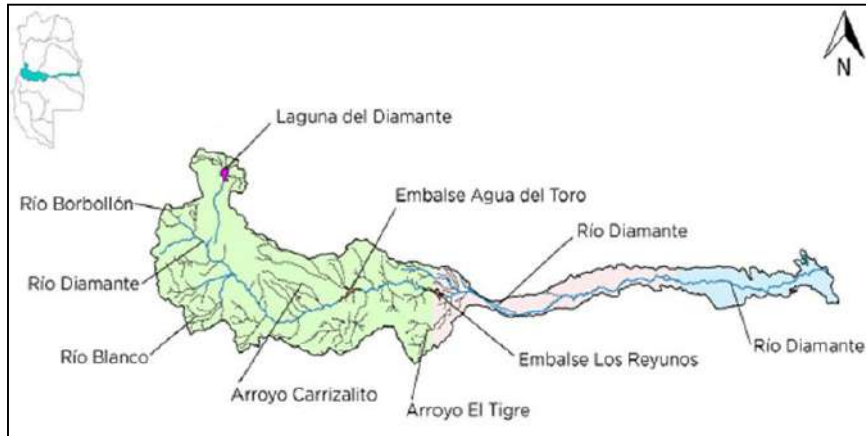 N
Laguna del Diamante
Embalse Agua del Toro
Río Borbollón
Río Diamante
Río Diamante
Río Blanco
Embalse Los Reyunos
Río Diamante
Arroyo Carrizalito
Arroyo El Tigre